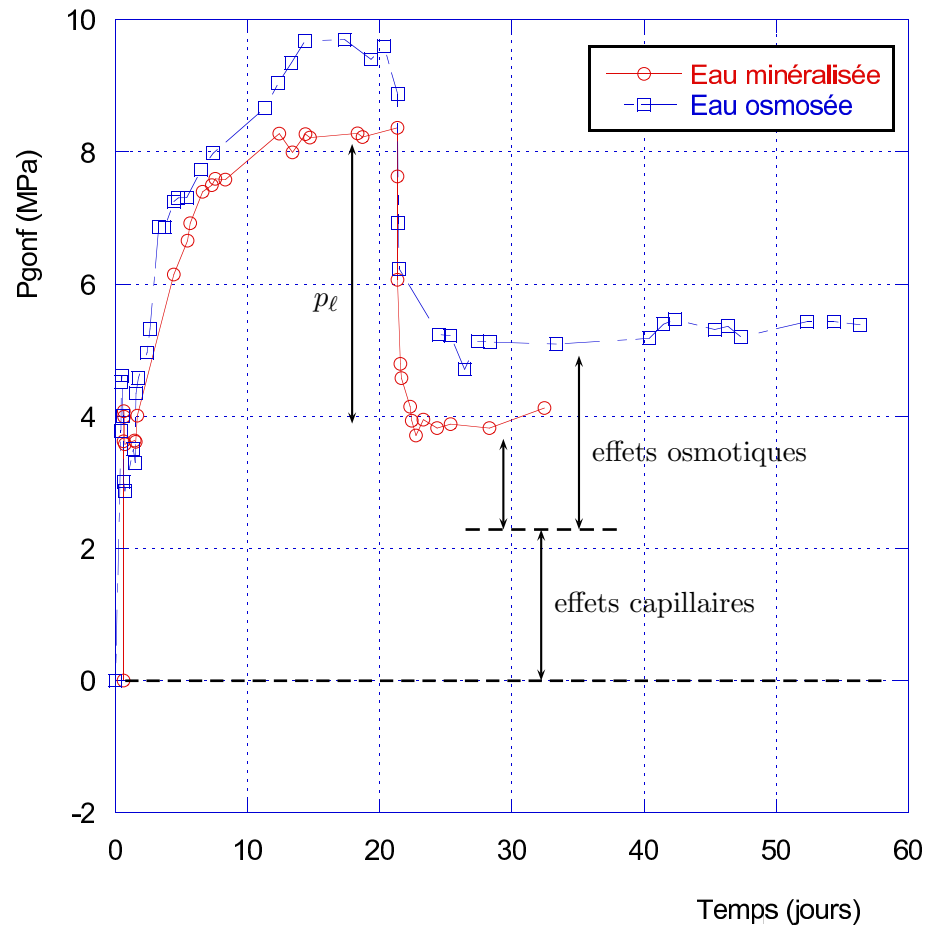 10
8
6
4
2
0
-2
0
10
20
30
40
50
60
Pgonf (MPa)
Temps (jours)
Eau minéralisée
Eau osmosée
pℓ
effets osmotiques
effets capillaires